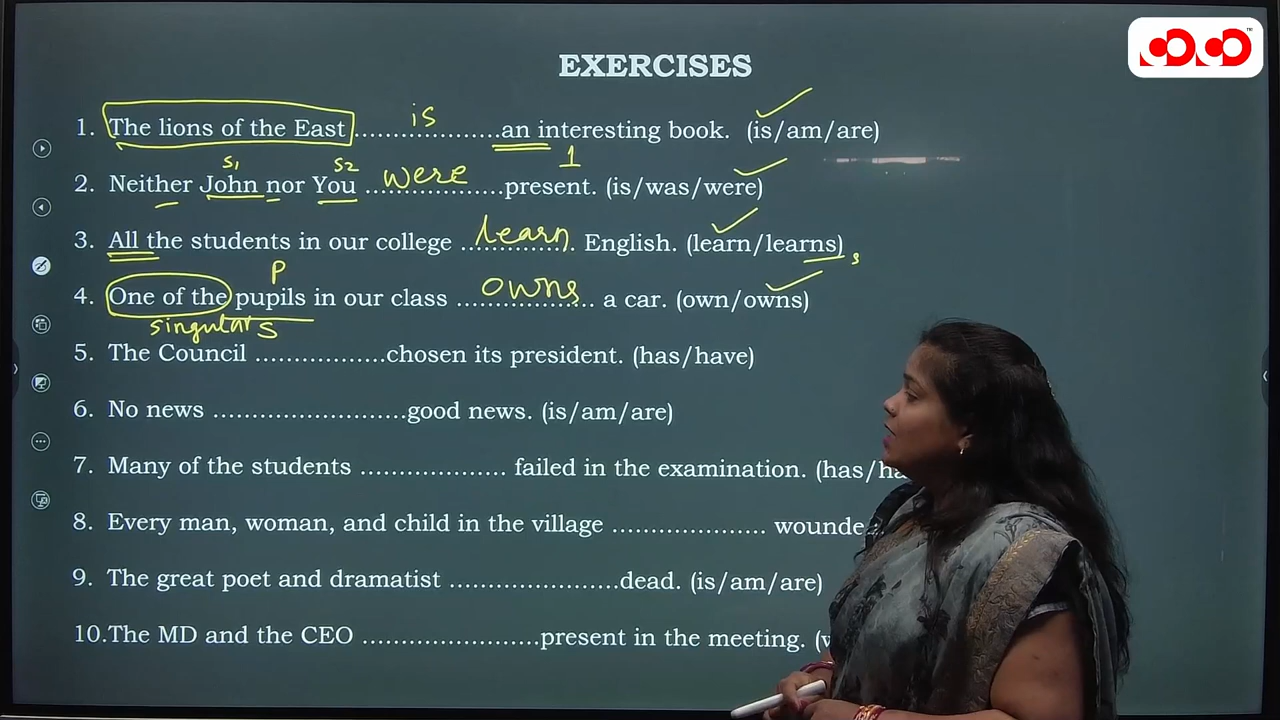 EXERCISES
is
1. The lions of the East ....................an interesting book. (is/am/are)
1
S1 S2
were
2. Neither John nor You ....................present. (is/was/were)
learn
3. All the students in our college ................ English. (learn/learns)
s
P
owns
4. One of the pupils in our class .................... a car. (own/owns)
singular s
5. The Council ..................chosen its president. (has/have)
6. No news ..........................good news. (is/am/are)
7. Many of the students .................... failed in the examination. (has/ha
8. Every man, woman, and child in the village ..................... wounde
9. The great poet and dramatist .......................dead. (is/am/are)
10.The MD and the CEO ........................present in the meeting. (